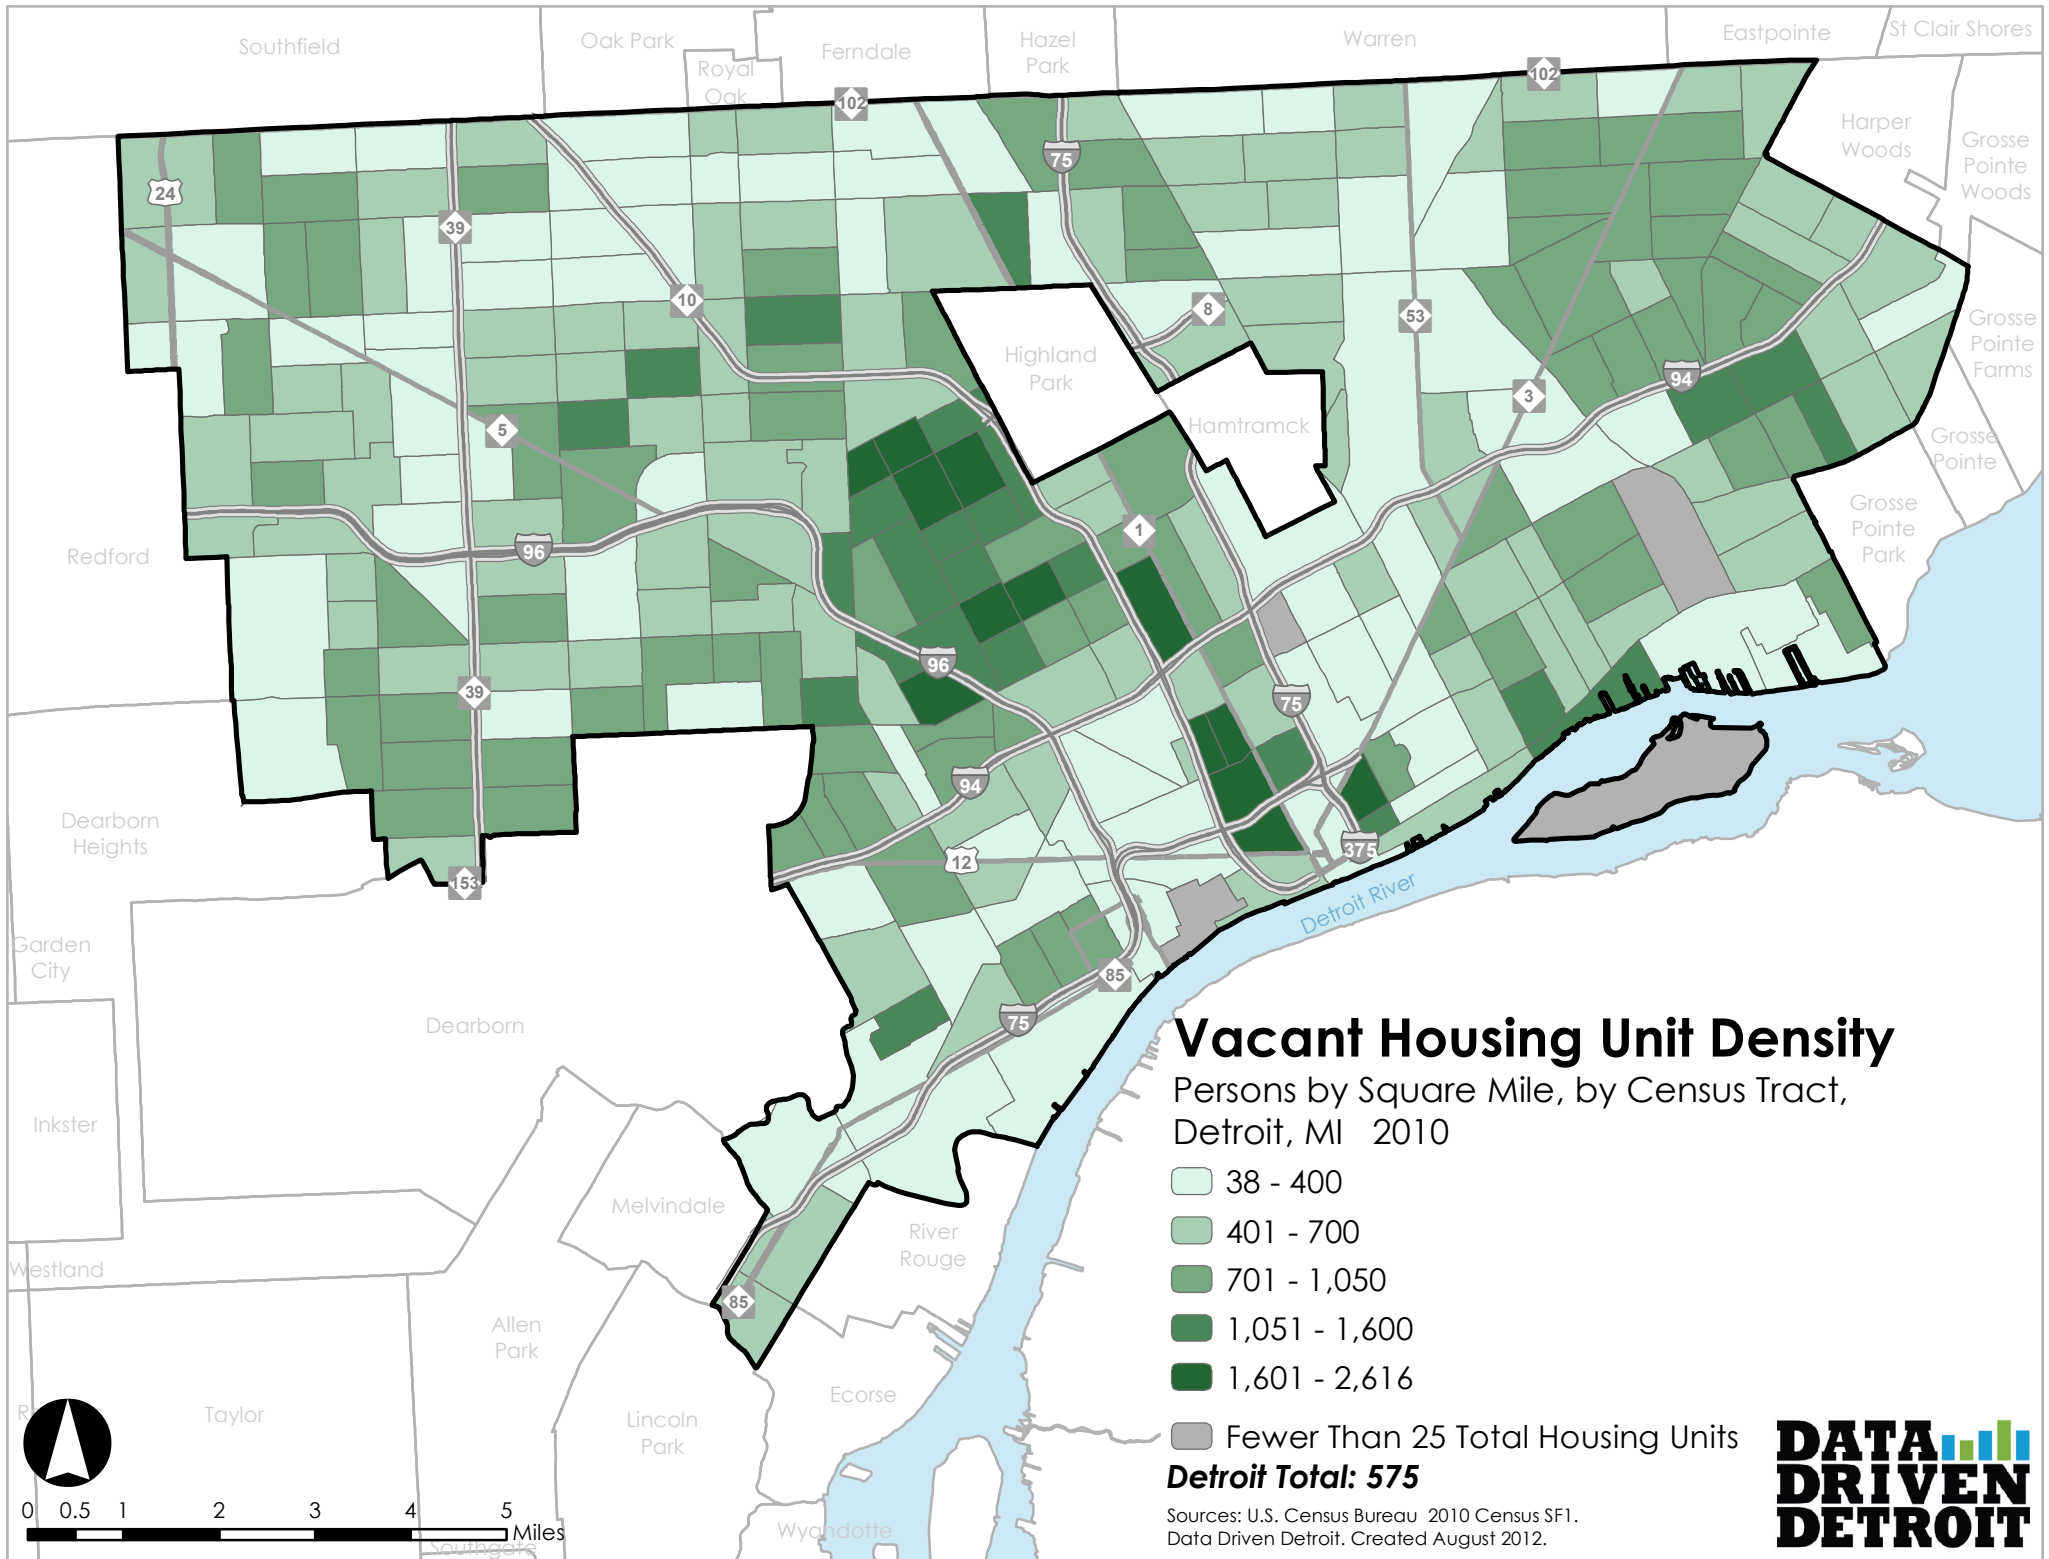 Southfield
Oak Park
Royal
Oak
Ferndale
Hazel
Park
Warren
Eastpointe
St Clair Shores
102
102
Harper
Woods
Grosse
Pointe
Woods
24
39
75
10
8
53
3
94
Grosse
Pointe
Farms
Highland
Park
Hamtramck
5
Grosse
Pointe
Grosse
Pointe
Park
Redford
96
1
96
39
75
94
12
375
153
Dearborn
Heights
Detroit River
Garden
City
85
75
Dearborn
Inkster
Melvindale
River
Rouge
Westland
85
Allen
Park
Ecorse
Taylor
Lincoln
Park
Wyandotte
Southgate
Vacant Housing Unit Density
Persons by Square Mile, by Census Tract,
Detroit, MI 2010
38 - 400
401 - 700
701 - 1,050
1,051 - 1,600
1,601 - 2,616
Fewer Than 25 Total Housing Units
Detroit Total: 575
Sources: U.S. Census Bureau 2010 Census SF1.
Data Driven Detroit. Created August 2012.
0 0.5 1 2 3 4 5
Miles
DATA
DRIVEN
DETROIT